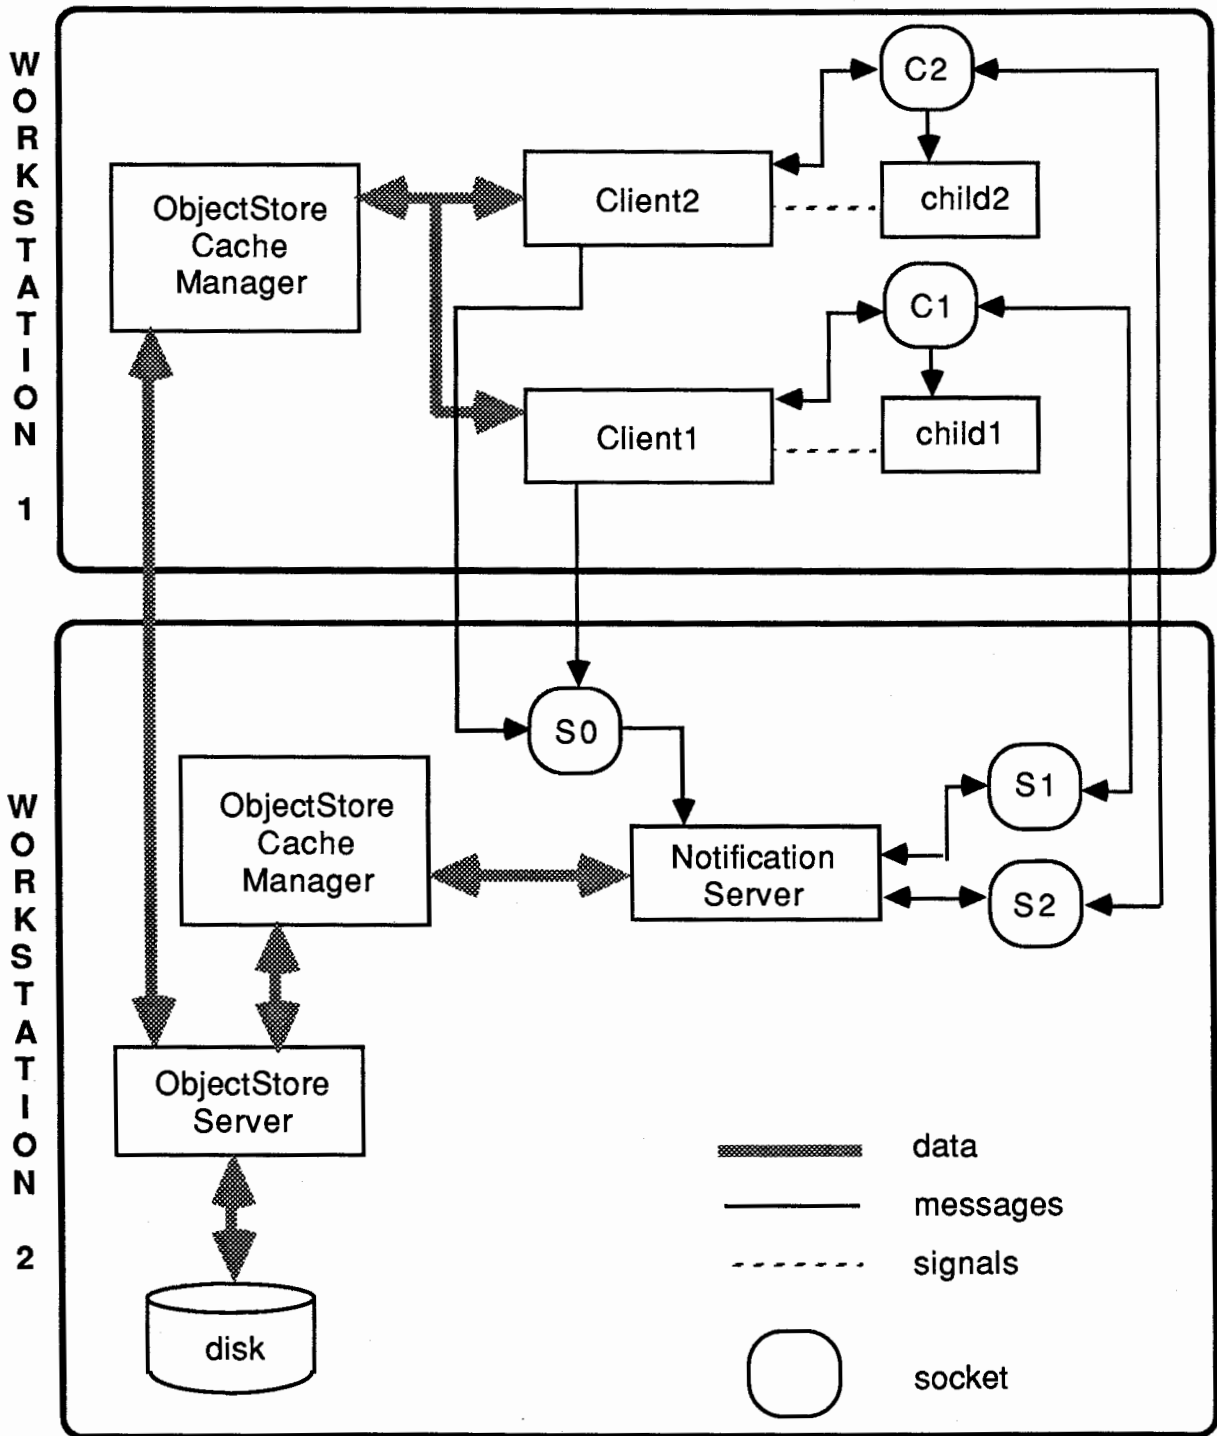 WORKSTATION 1
C2
Client2
child2
ObjectStore
Cache
Manager
C1
Client1
child1
WORKSTATION 2
S0
ObjectStore
Cache
Manager
Notification
Server
S1
S2
ObjectStore
Server
disk
data
messages
signals
socket